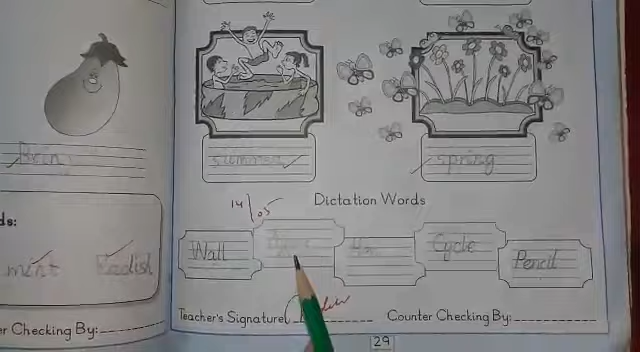 summer
spring
14/05
Dictation Words
ds:
mint Radish
Wall
Cycle
Pencil
Teacher's Signature
Counter Checking By:
er Checking By:
29